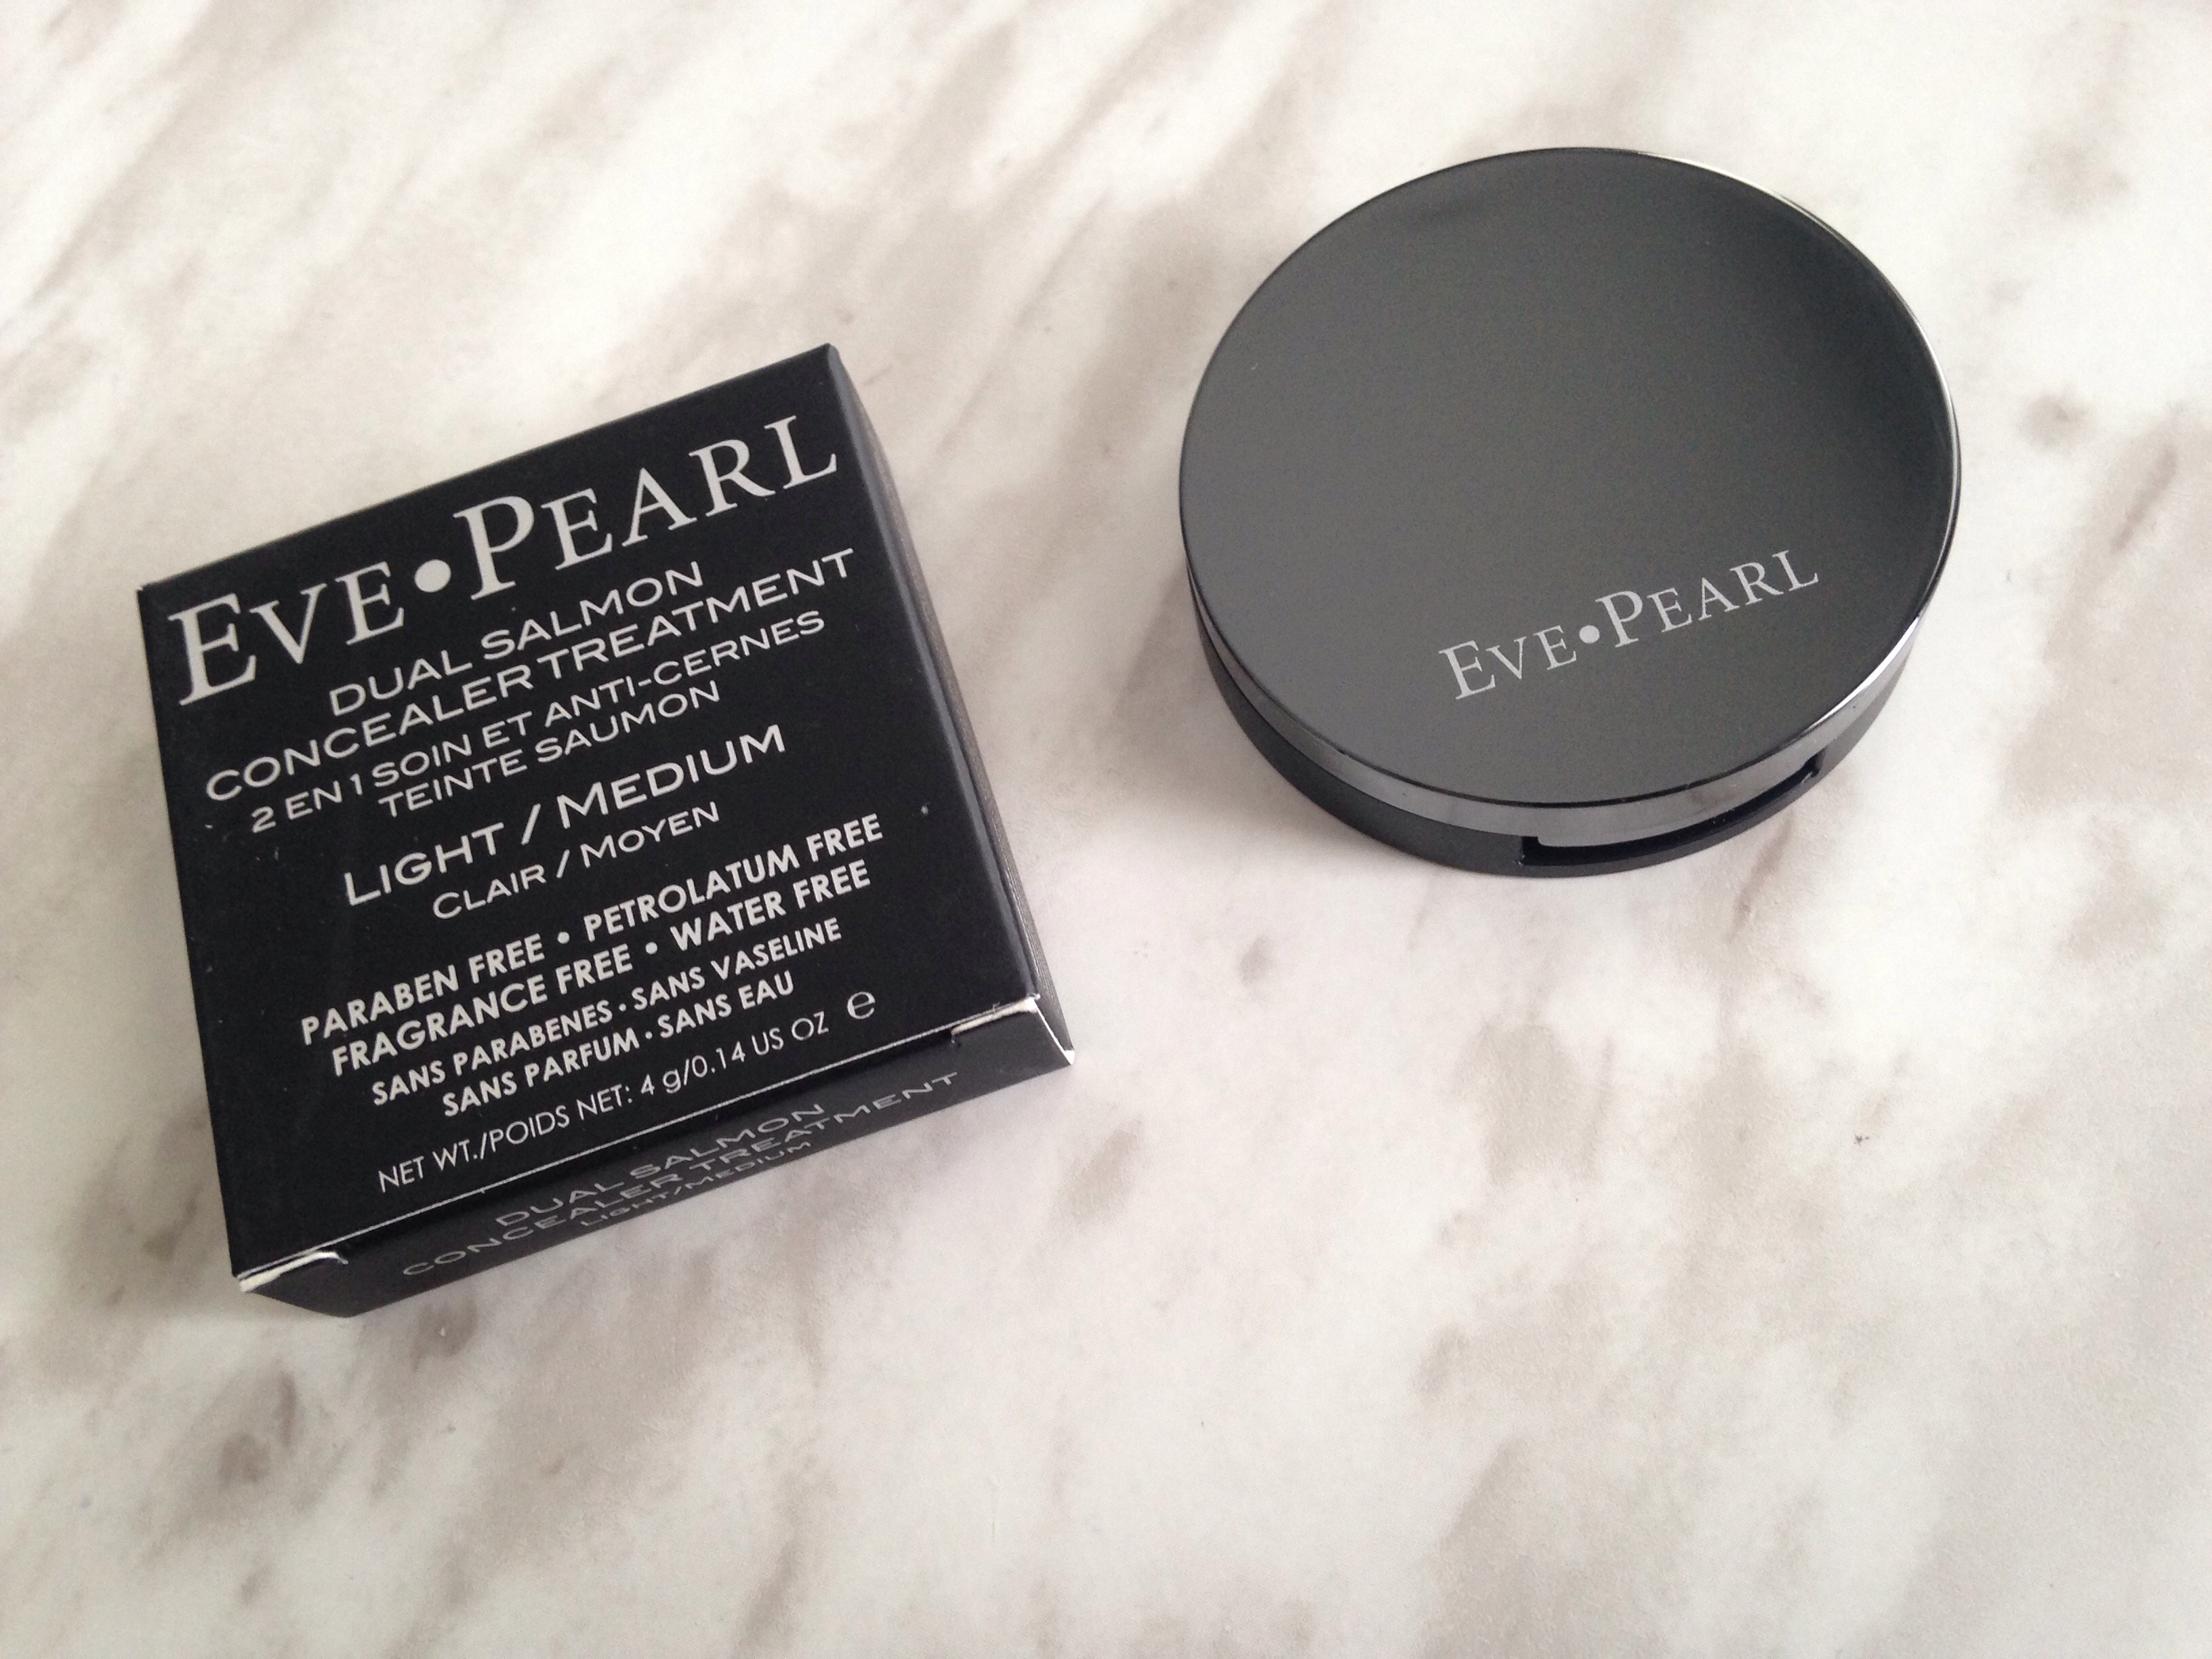 EVE•PEARL
DUAL SALMON
CONCEALER TREATMENT
2 EN 1 SOIN ET ANTI-CERNES
TEINTE SAUMON
LIGHT / MEDIUM
CLAIR / MOYEN
PARABEN FREE • PETROLATUM FREE
FRAGRANCE FREE • WATER FREE
SANS PARABENES • SANS VASELINE
SANS PARFUM • SANS EAU
NET WT./POIDS NET: 4 g/0.14 US OZ ℮
DUAL SALMON
CONCEALER TREATMENT
LIGHT/MEDIUM
EVE•PEARL